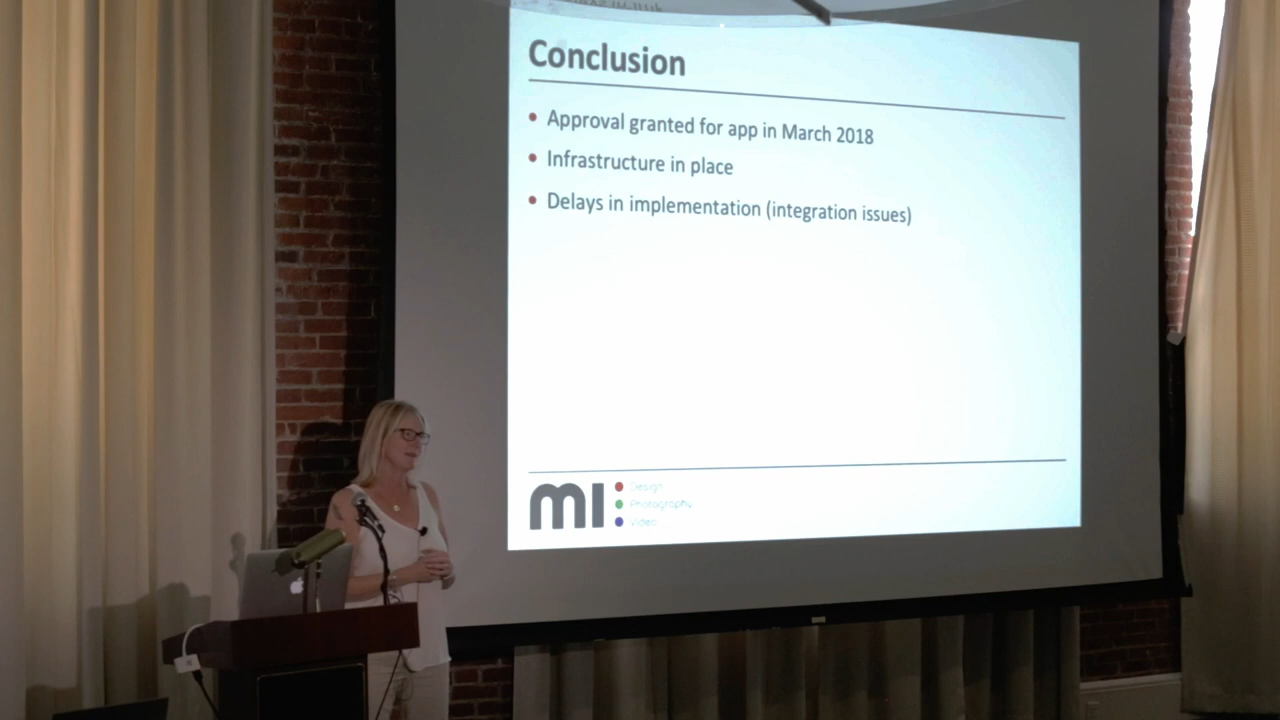 Conclusion
Approval granted for app in March 2018
Infrastructure in place
Delays in implementation (integration issues)
mi
Design
Photography
Video